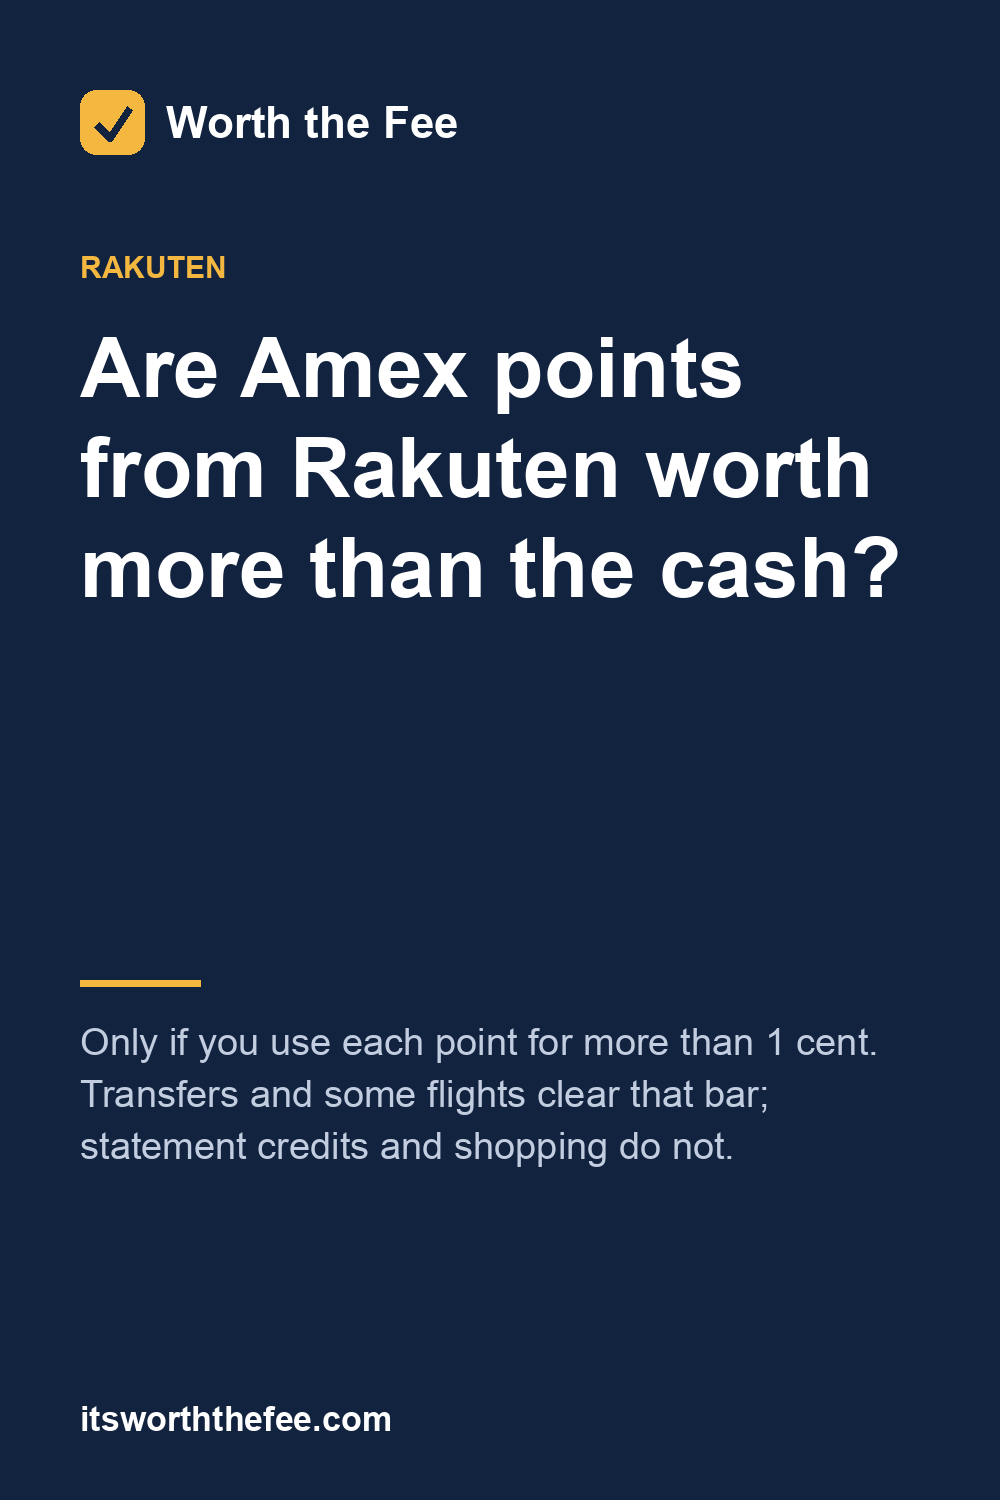 Worth the Fee
RAKUTEN
Are Amex points
from Rakuten worth
more than the cash?
Only if you use each point for more than 1 cent.
Transfers and some flights clear that bar;
statement credits and shopping do not.
itsworththefee.com